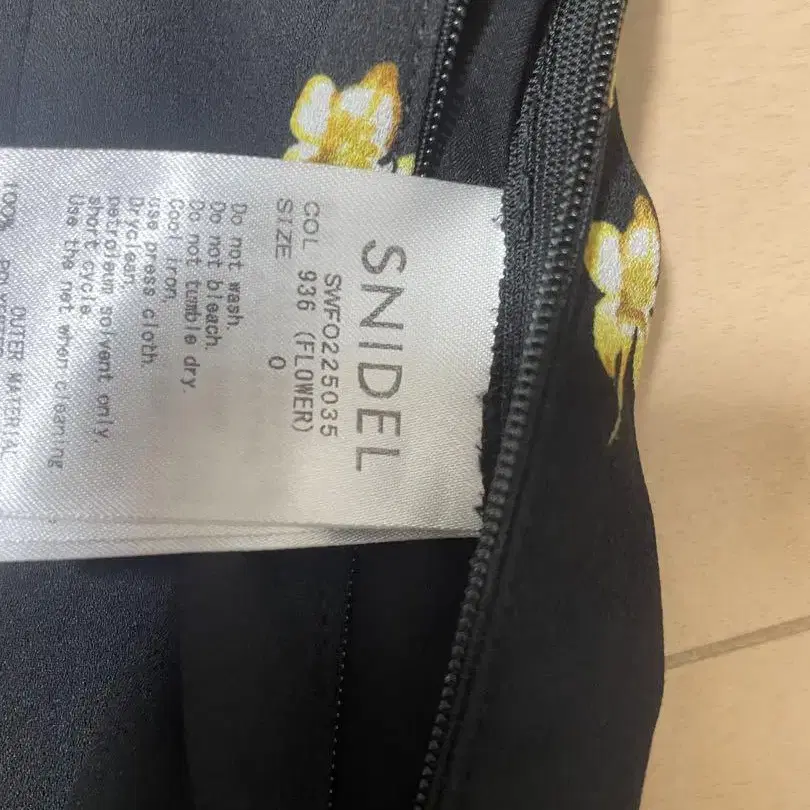 SNIDEL
SWFO225035
COL 936 (FLOWER)
SIZE 0
Do not wash.
Do not bleach.
Do not tumble dry.
Cool iron.
Use press cloth.
Dryclean,
petroleum solvent only,
short cycle.
Use the net when cleaning
OUTER MATERIAL
100% POLYESTER